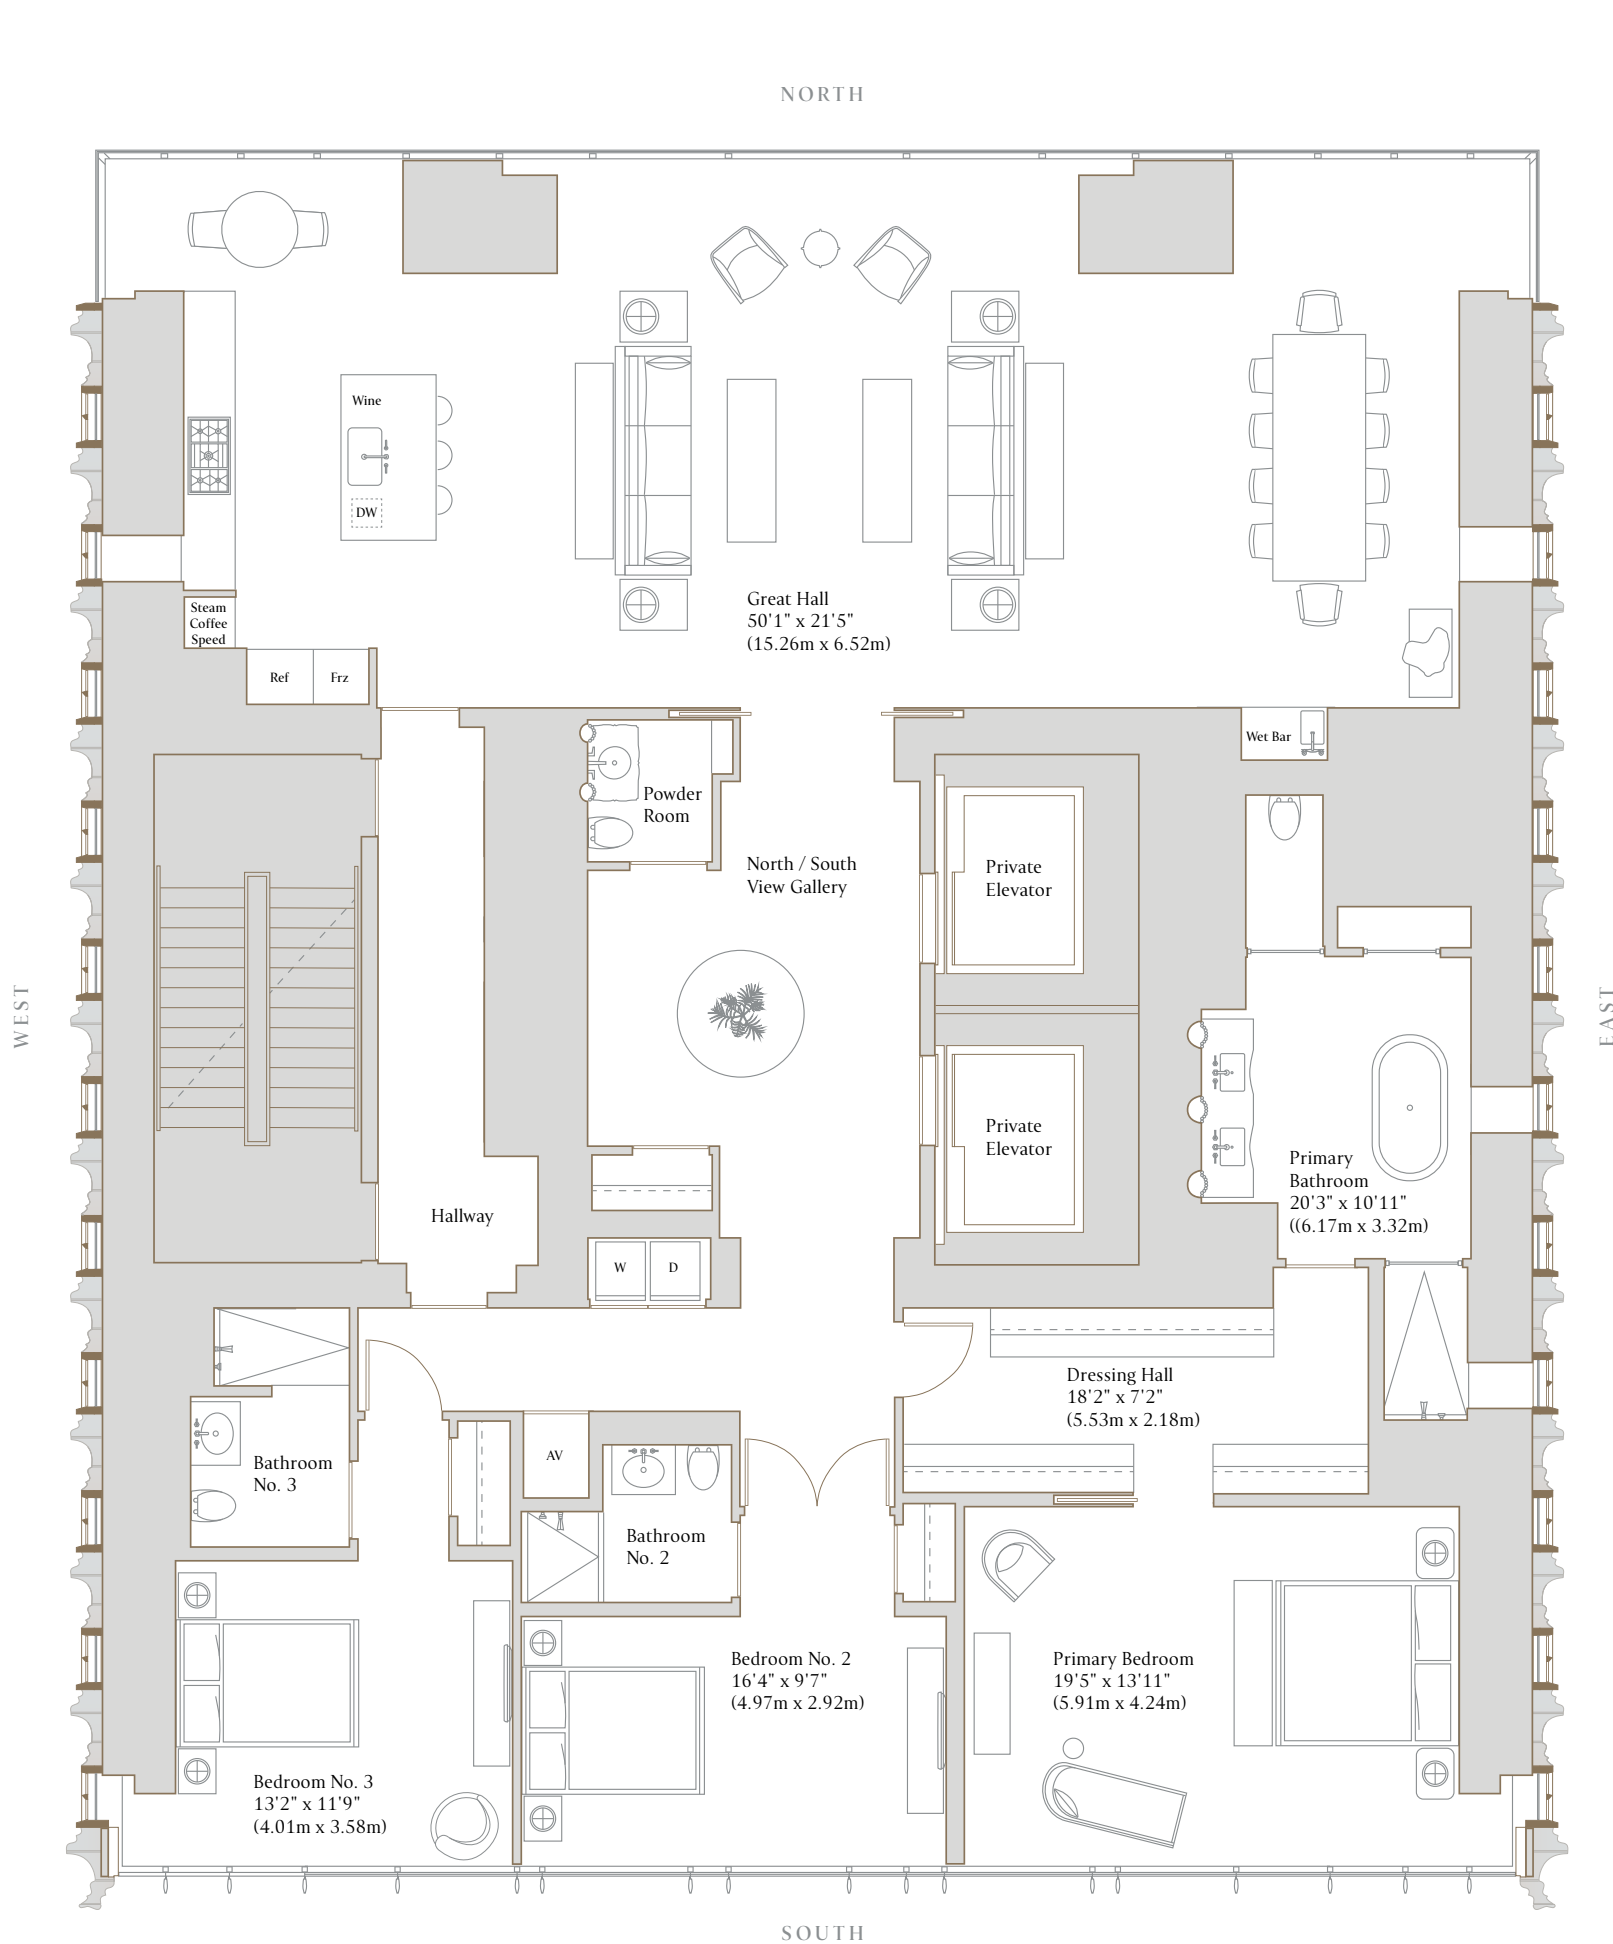 NORTH
Wine
DW
Great Hall
50'1" x 21'5"
(15.26m x 6.52m)
Steam
Coffee
Speed
Ref
Frz
Wet Bar
Powder
Room
North / South
View Gallery
Private
Elevator
WEST
EAST
Private
Elevator
Primary
Bathroom
20'3" x 10'11"
((6.17m x 3.32m)
Hallway
W
D
Dressing Hall
18'2" x 7'2"
(5.53m x 2.18m)
Bathroom
No. 3
AV
Bathroom
No. 2
Bedroom No. 2
16'4" x 9'7"
(4.97m x 2.92m)
Primary Bedroom
19'5" x 13'11"
(5.91m x 4.24m)
Bedroom No. 3
13'2" x 11'9"
(4.01m x 3.58m)
SOUTH